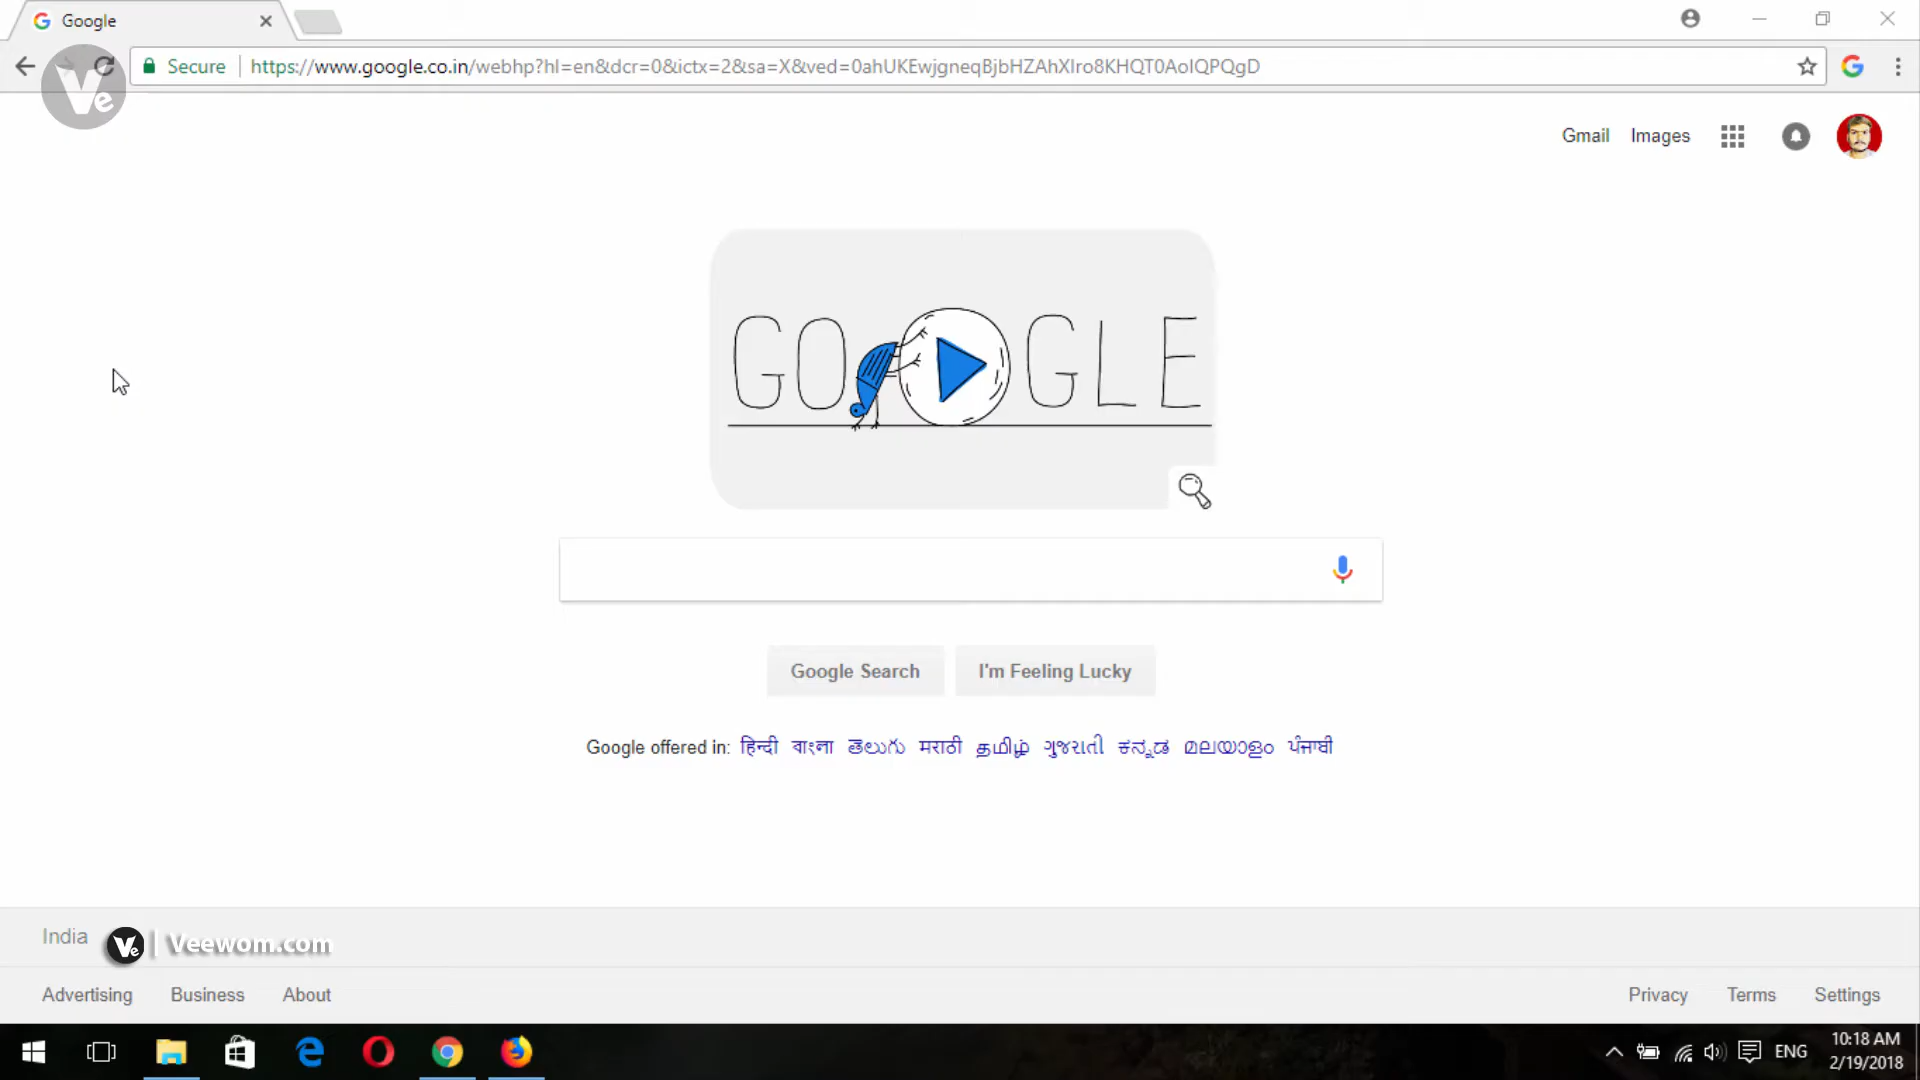 Google
Secure | https://www.google.co.in/webhp?hl=en&dcr=0&ictx=2&sa=X&ved=0ahUKEwjgneqBjbHZAhXIro8KHQT0AoIQPQgD
Ve
Gmail Images
GOOGLE
Google Search I'm Feeling Lucky
Google offered in: हिन्दी বাংলা తెలుగు मराठी தமிழ் ગુજરાતી ಕನ್ನಡ മലയാളം ਪੰਜਾਬੀ
India Ve | Veewom.com
Advertising Business About Privacy Terms Settings
ENG 10:18 AM
2/19/2018